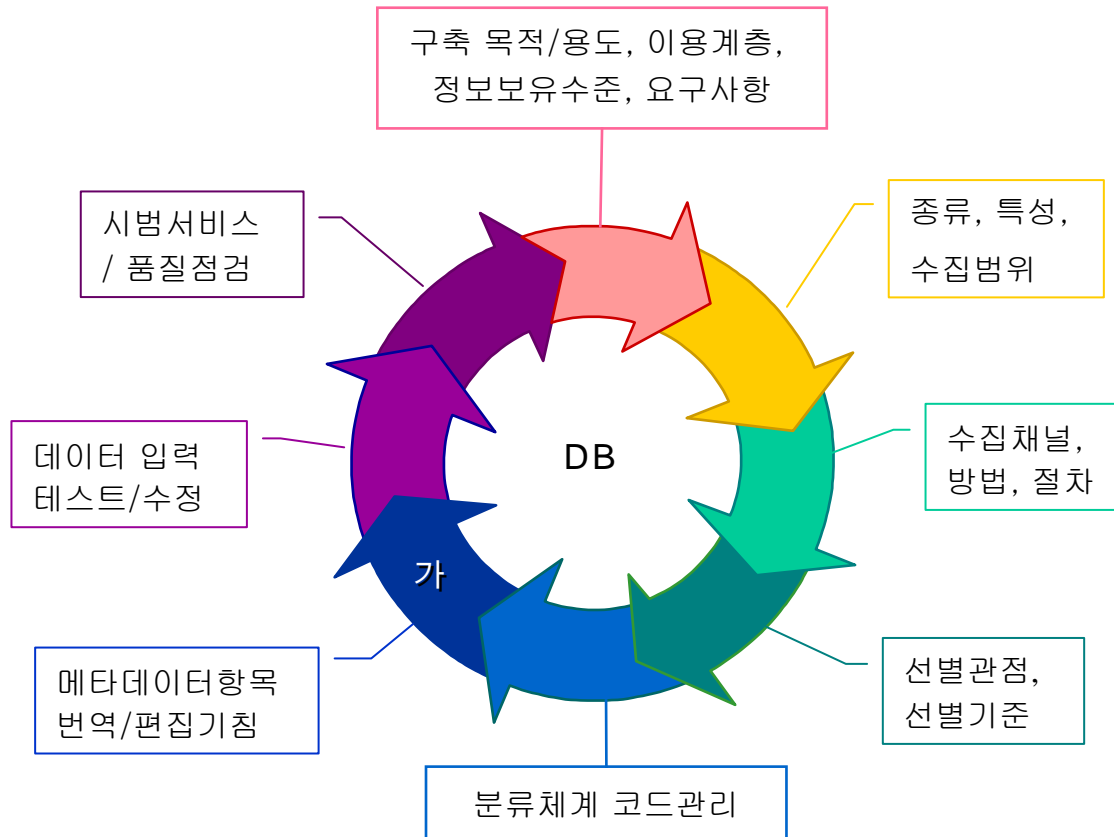 구축 목적/용도, 이용계층,
정보보유수준, 요구사항
종류, 특성,
수집범위
수집채널,
방법, 절차
선별관점,
선별기준
분류체계 코드관리
메타데이터항목
번역/편집기침
데이터 입력
테스트/수정
시범서비스
/ 품질점검
가
DB